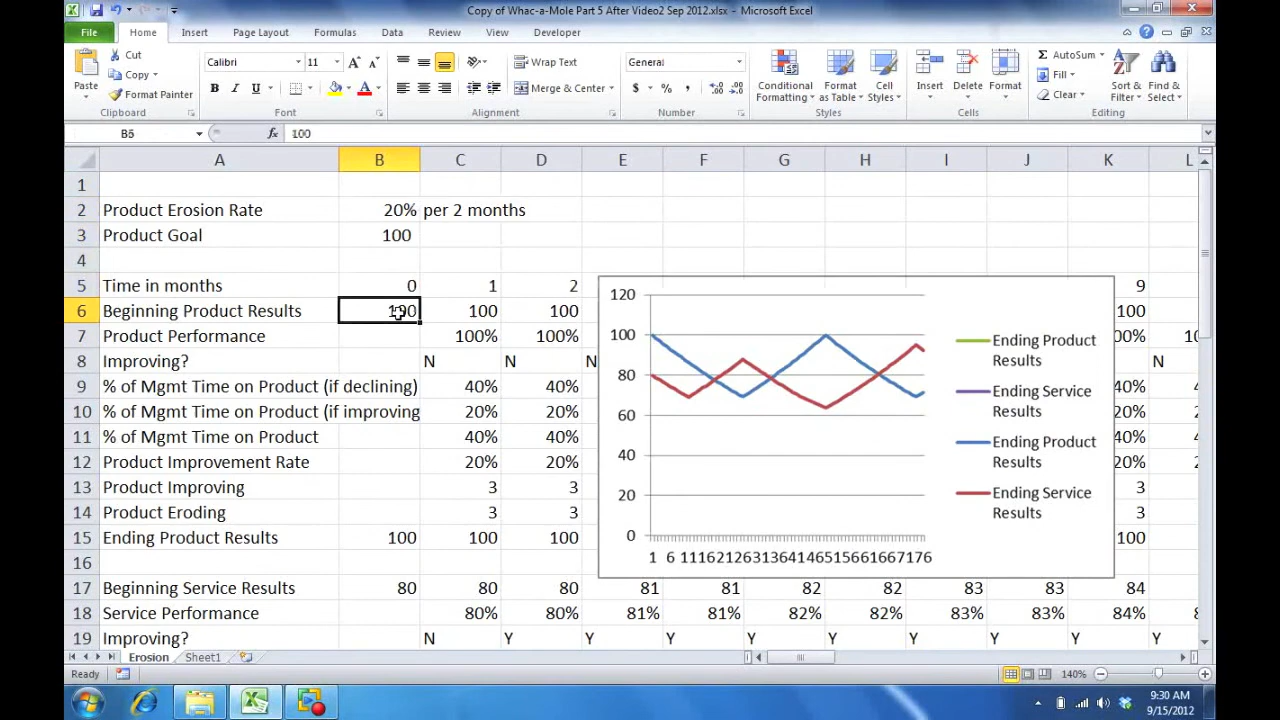 Copy of Whac-a-Mole Part 5 After Video2 Sep 2012.xlsx - Microsoft Excel
File Home Insert Page Layout Formulas Data Review View Developer
Cut
Copy
Format Painter
Paste
Clipboard
Calibri 11
B I U
Font
Wrap Text
Merge & Center
Alignment
General
$ % ,
Number
Conditional Formatting
Format as Table
Cell Styles
Styles
Insert Delete Format
Cells
AutoSum
Fill
Clear
Sort & Filter
Find & Select
Editing
B6 fx 100
A B C D E F G H I J K L
1
2 Product Erosion Rate 20% per 2 months
3 Product Goal 100
4
5 Time in months 0 1 2 9
6 Beginning Product Results 100 100 100 100
7 Product Performance 100% 100% 00% 10
8 Improving? N N N N
9 % of Mgmt Time on Product (if declining) 40% 40% 40% 4
10 % of Mgmt Time on Product (if improving 20% 20% 20% 2
11 % of Mgmt Time on Product 40% 40% 40% 4
12 Product Improvement Rate 20% 20% 20% 2
13 Product Improving 3 3 3
14 Product Eroding 3 3 3
15 Ending Product Results 100 100 100 100
16
17 Beginning Service Results 80 80 80 81 81 82 82 83 83 84
18 Service Performance 80% 80% 81% 81% 82% 82% 83% 83% 84% 8
19 Improving? N Y Y Y Y Y Y Y Y Y
120
100
80
60
40
20
0
1 6 11162126313641465156616671 76
Ending Product Results
Ending Service Results
Ending Product Results
Ending Service Results
Erosion Sheet1
Ready 140%
9:30 AM
9/15/2012